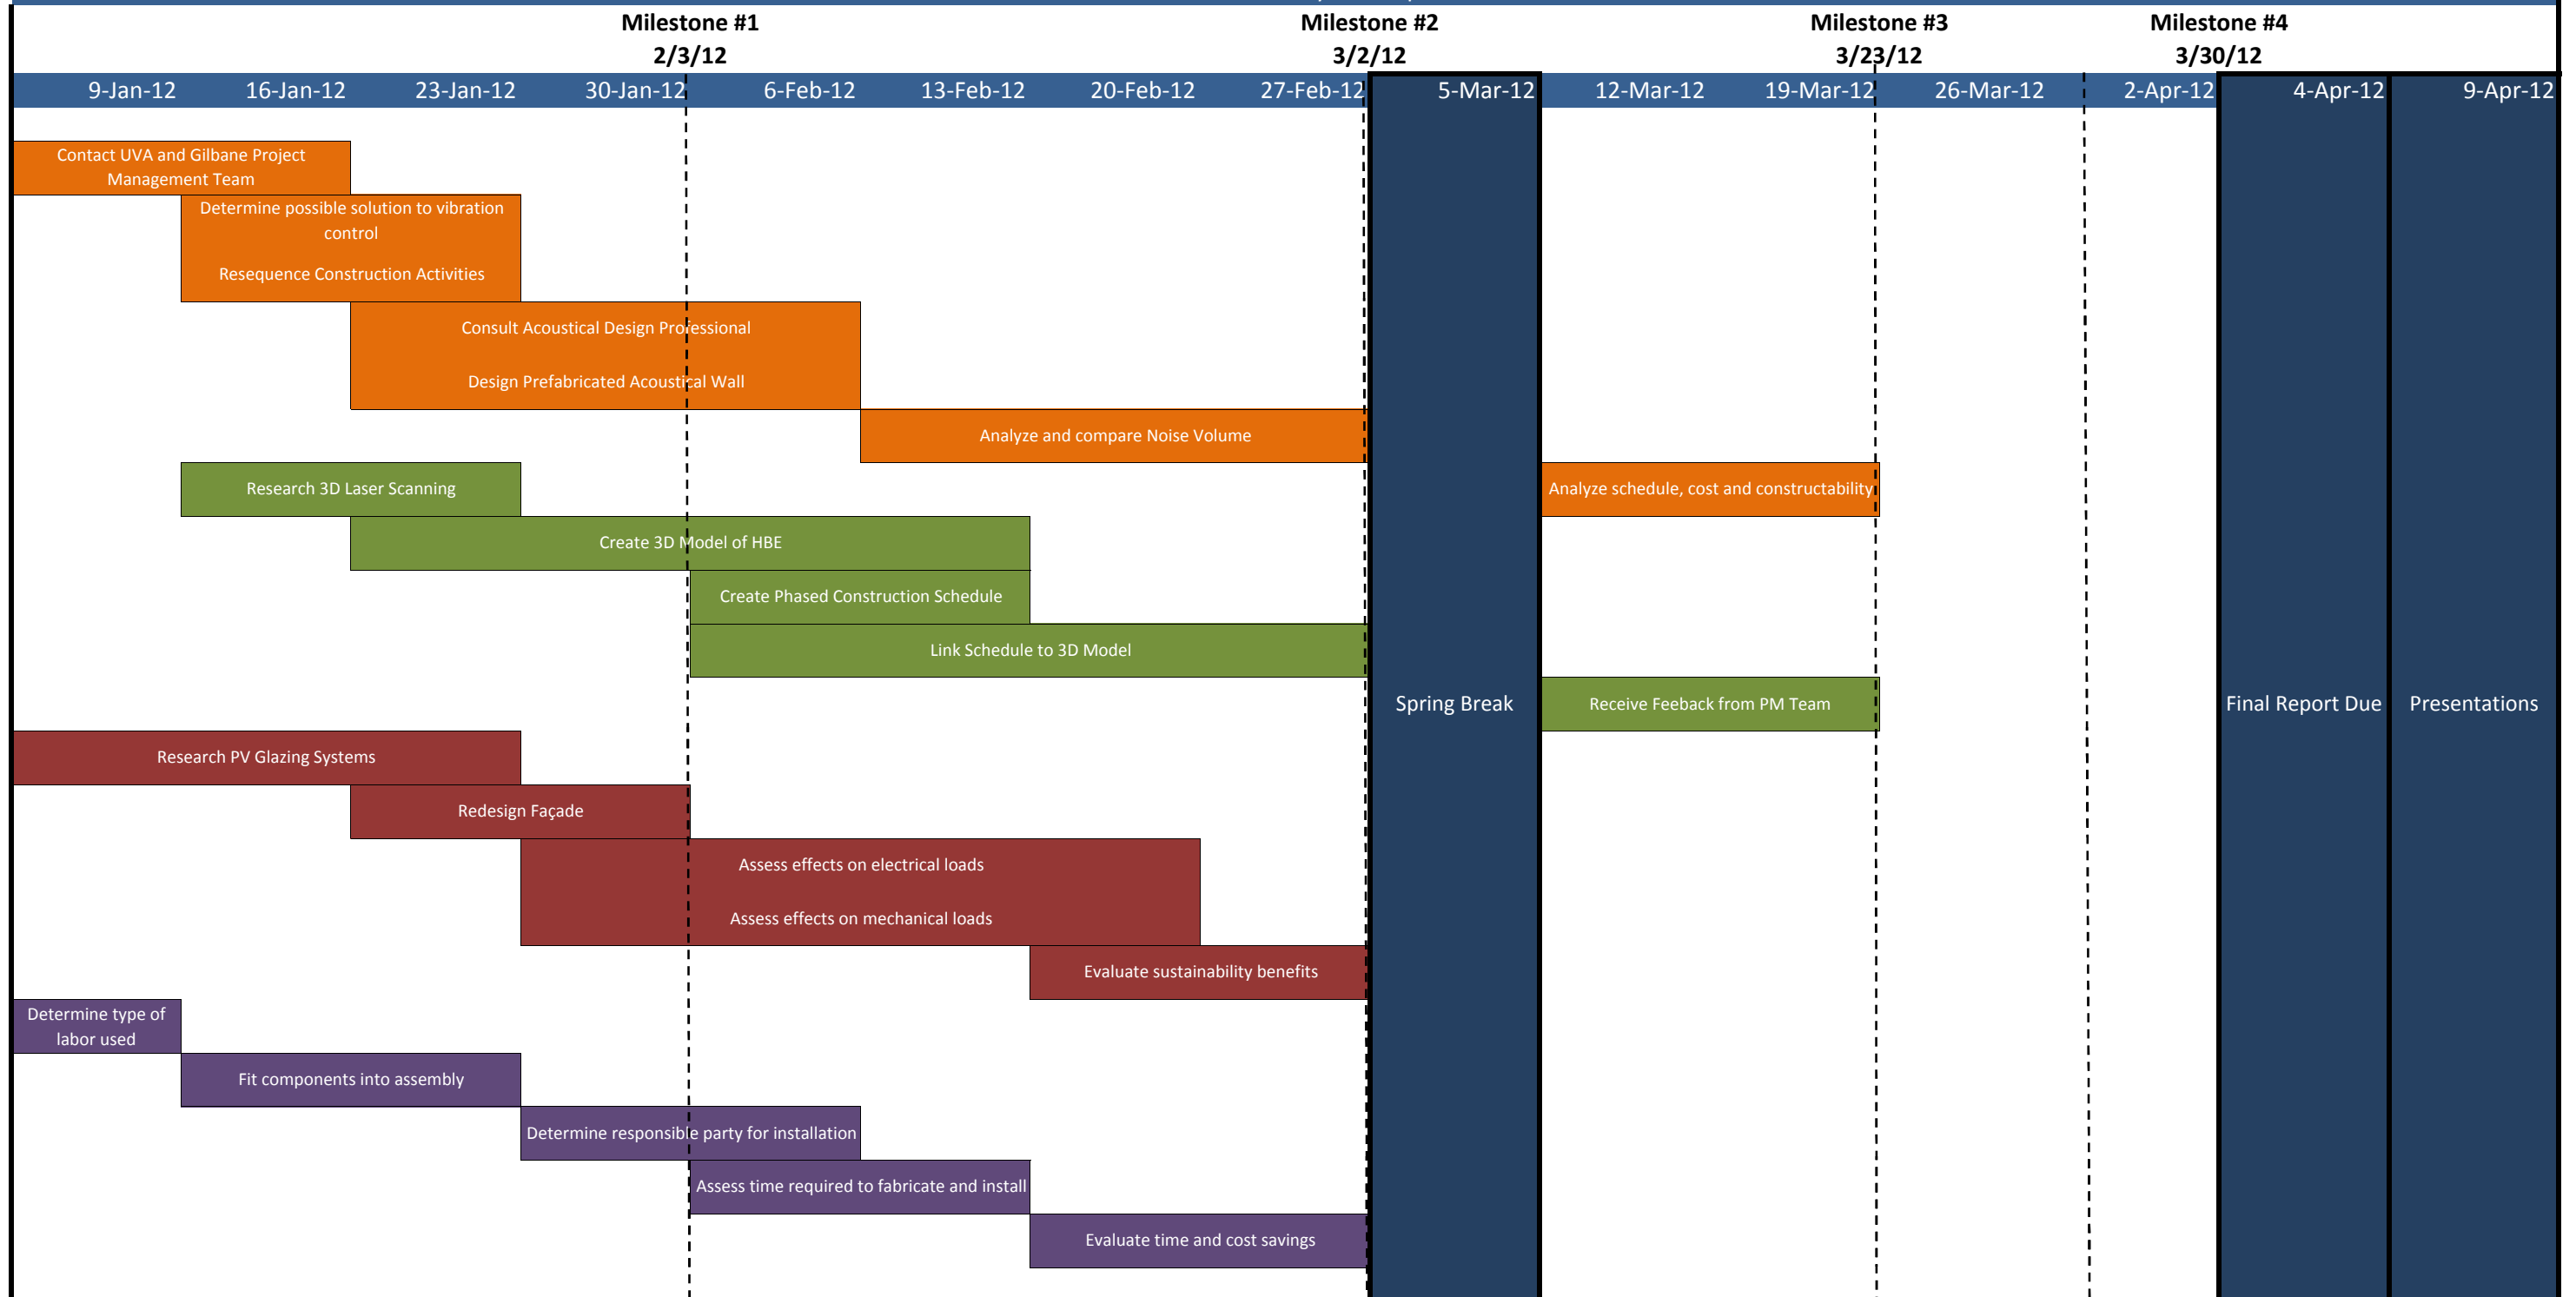 Milestone #1
2/3/12
Milestone #2
3/2/12
Milestone #3
3/23/12
Milestone #4
3/30/12
9-Jan-12 16-Jan-12 23-Jan-12 30-Jan-12 6-Feb-12 13-Feb-12 20-Feb-12 27-Feb-12 5-Mar-12 12-Mar-12 19-Mar-12 26-Mar-12 2-Apr-12 4-Apr-12 9-Apr-12
Contact UVA and Gilbane Project
Management Team
Determine possible solution to vibration
control
Resequence Construction Activities
Consult Acoustical Design Professional
Design Prefabricated Acoustical Wall
Analyze and compare Noise Volume
Research 3D Laser Scanning
Analyze schedule, cost and constructability
Create 3D Model of HBE
Create Phased Construction Schedule
Link Schedule to 3D Model
Spring Break
Receive Feeback from PM Team
Final Report Due
Presentations
Research PV Glazing Systems
Redesign Façade
Assess effects on electrical loads
Assess effects on mechanical loads
Evaluate sustainability benefits
Determine type of
labor used
Fit components into assembly
Determine responsible party for installation
Assess time required to fabricate and install
Evaluate time and cost savings